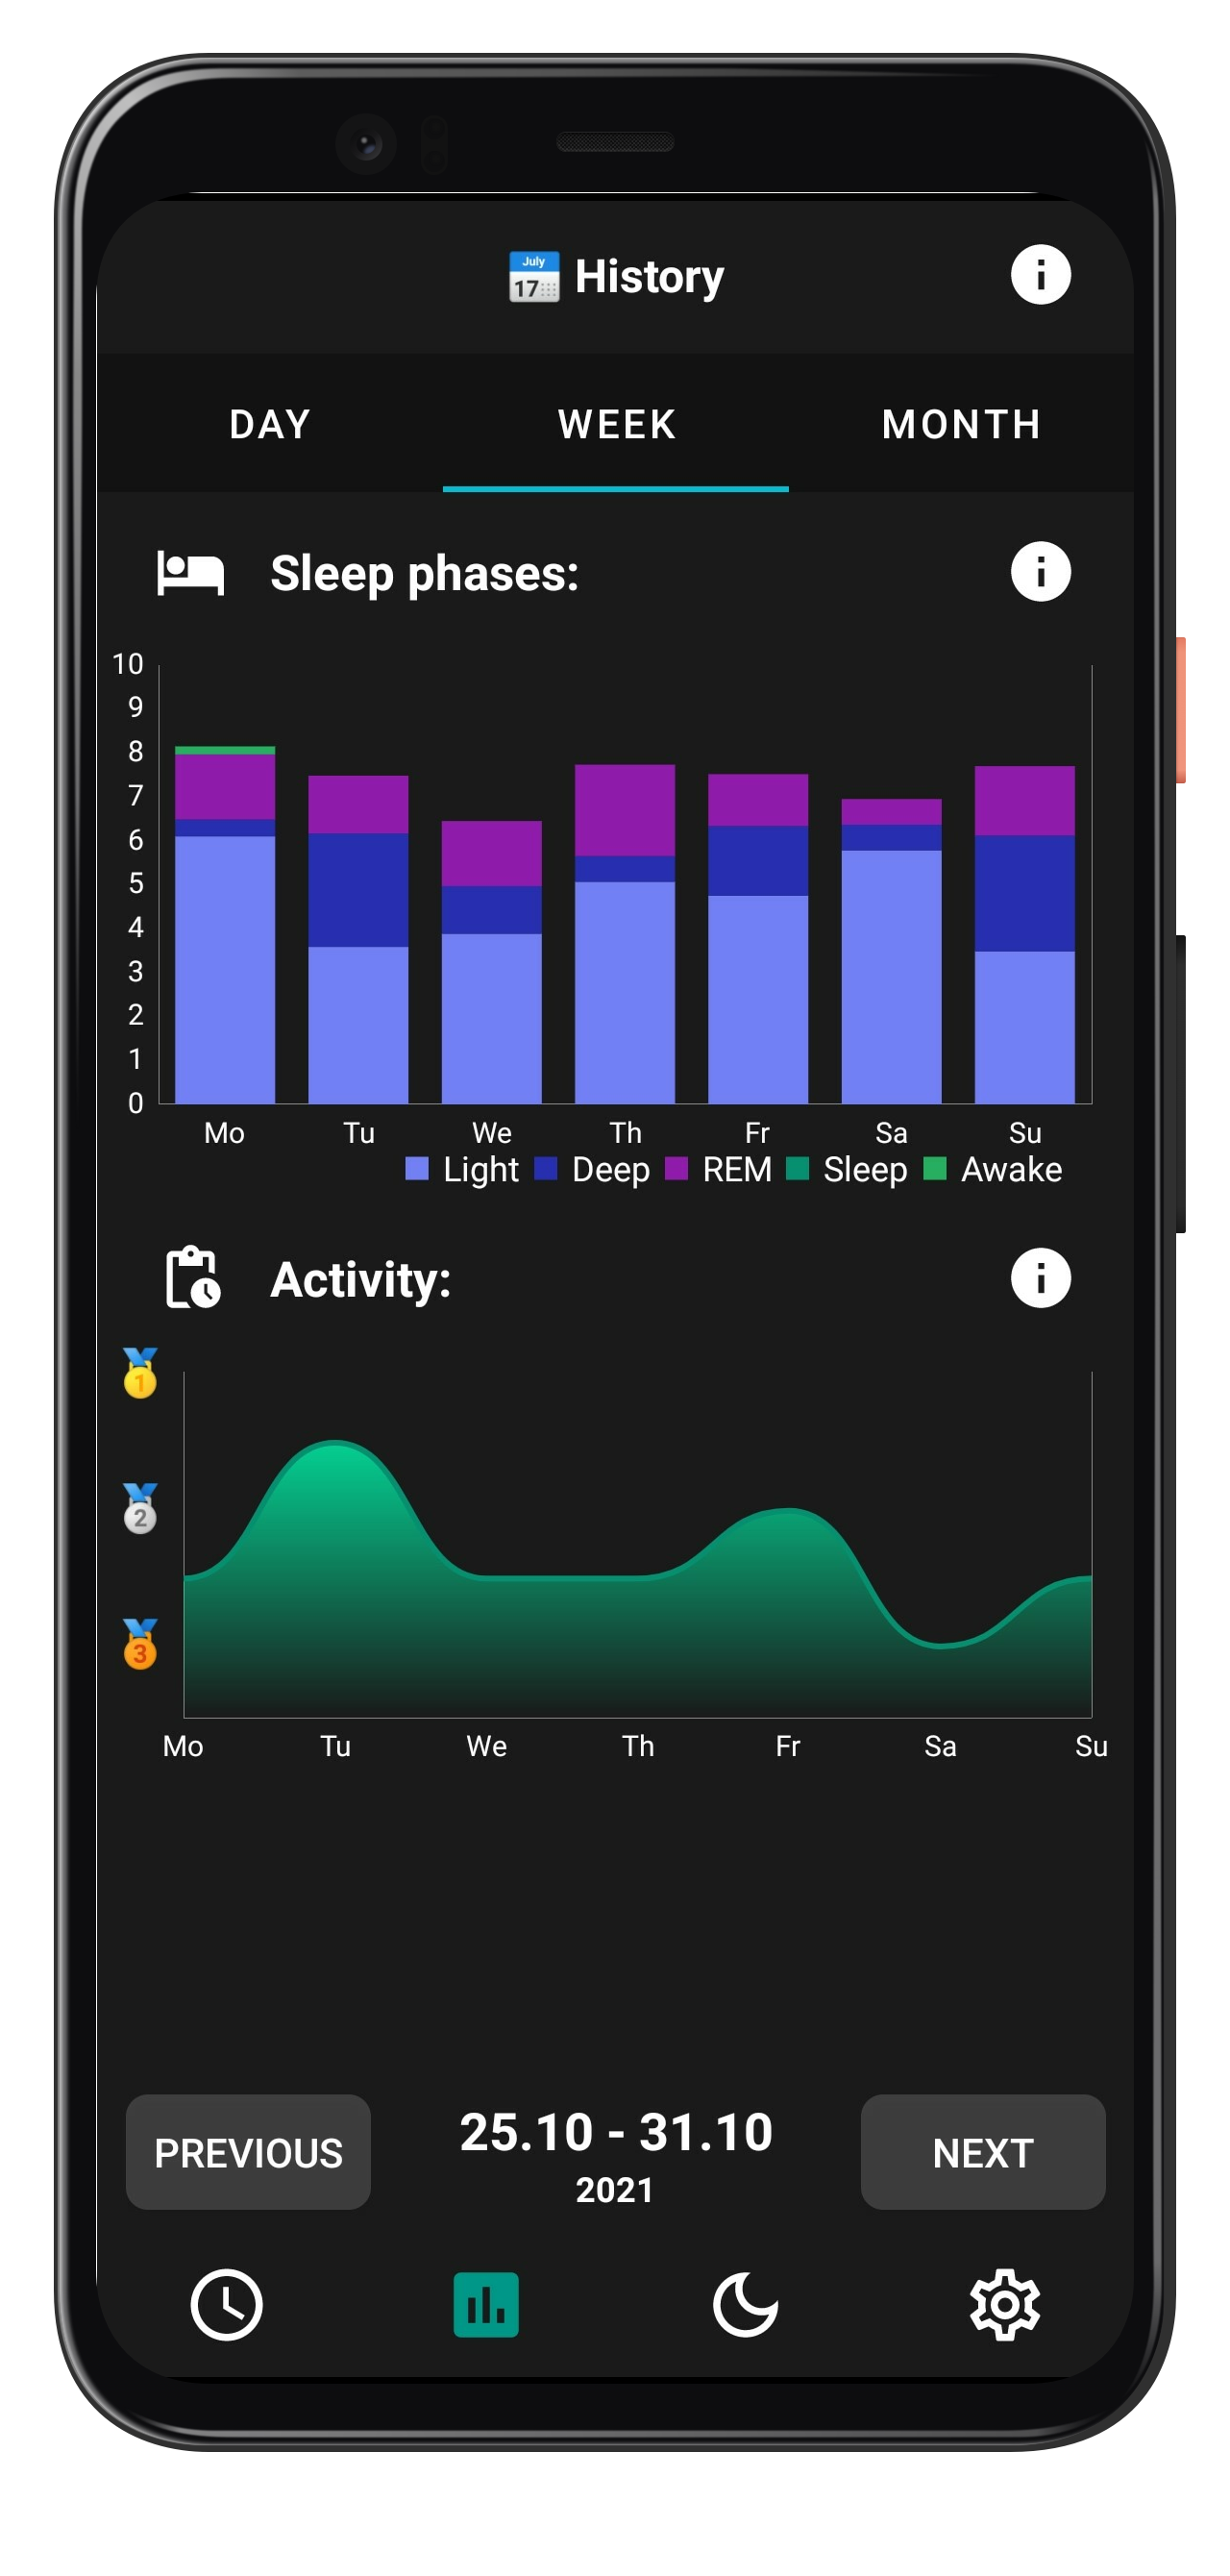 July
17
History
DAY WEEK MONTH
Sleep phases:
10
9
8
7
6
5
4
3
2
1
0
Mo Tu We Th Fr Sa Su
Light Deep REM Sleep Awake
Activity:
1
2
3
Mo Tu We Th Fr Sa Su
PREVIOUS 25.10 - 31.10 NEXT
2021